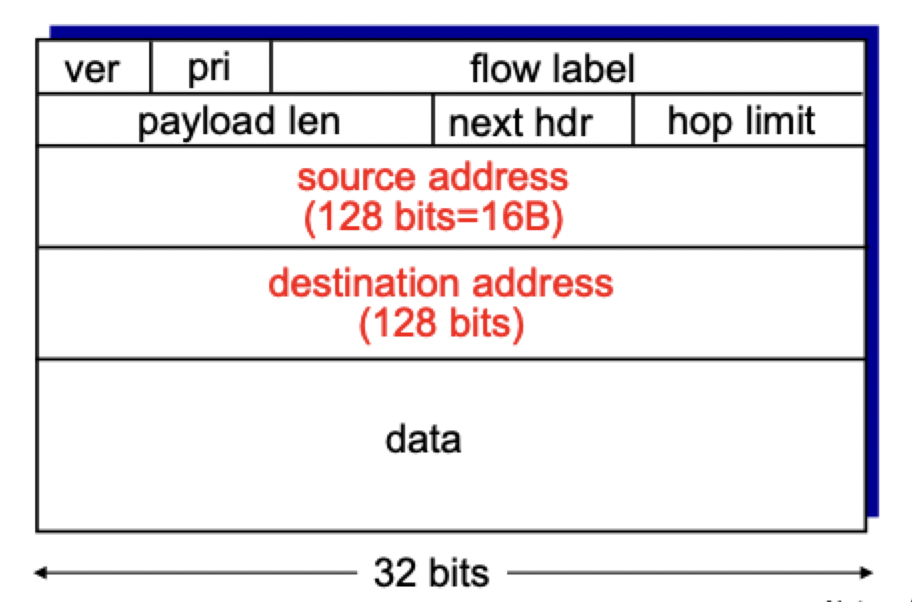 ver pri flow label
payload len next hdr hop limit
source address
(128 bits=16B)
destination address
(128 bits)
data
32 bits